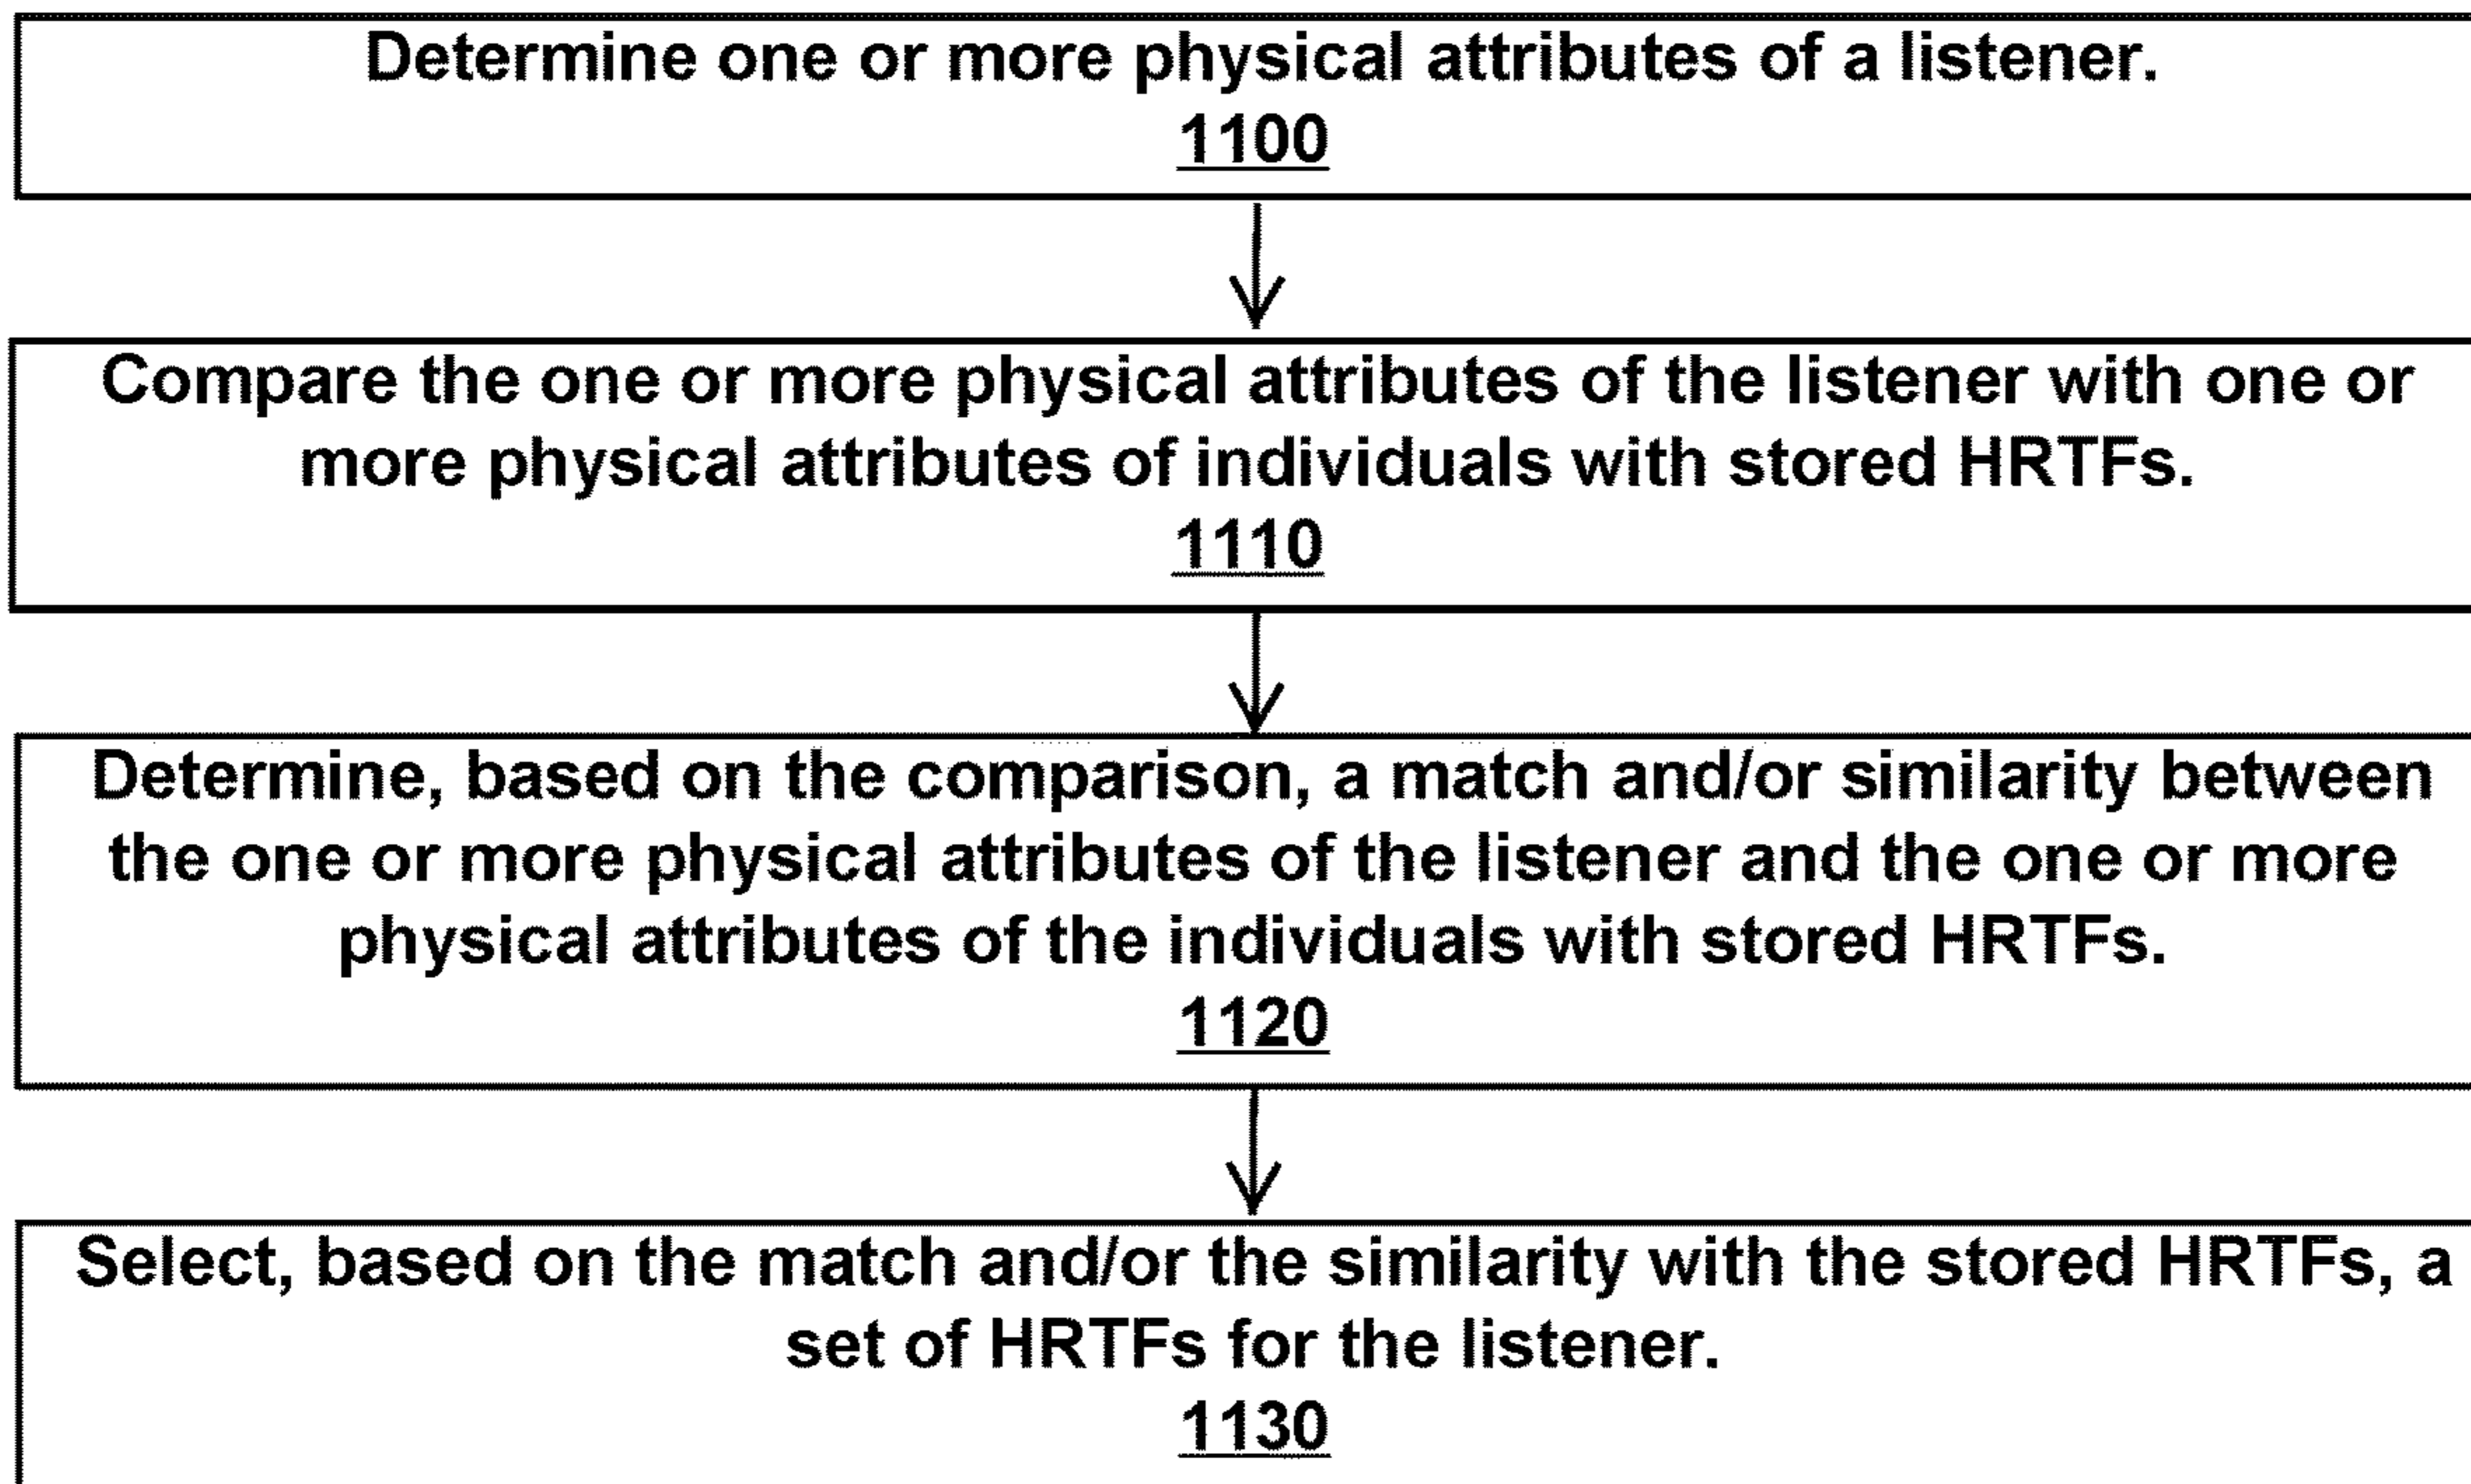 Determine one or more physical attributes of a listener.
1100
Compare the one or more physical attributes of the listener with one or
more physical attributes of individuals with stored HRTFs.
1110
Determine, based on the comparison, a match and/or similarity between
the one or more physical attributes of the listener and the one or more
physical attributes of the individuals with stored HRTFs.
1120
Select, based on the match and/or the similarity with the stored HRTFs, a
set of HRTFs for the listener.
1130